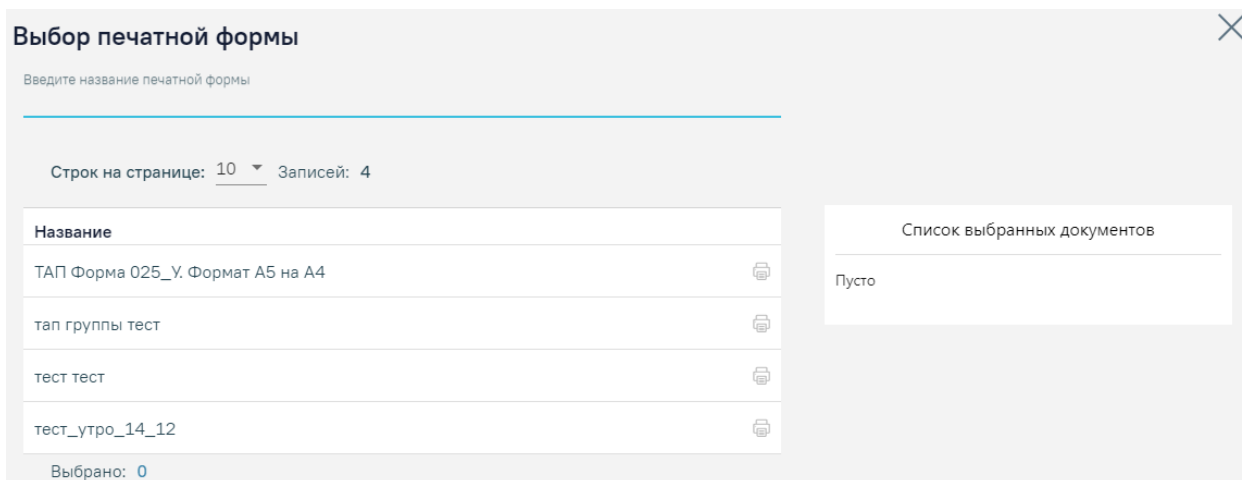 Выбор печатной формы
Введите название печатной формы
Строк на странице: 10 Записей: 4
Название
ТАП Форма 025_У. Формат А5 на А4
тап группы тест
тест тест
тест_утро_14_12
Выбрано: 0
Список выбранных документов
Пусто